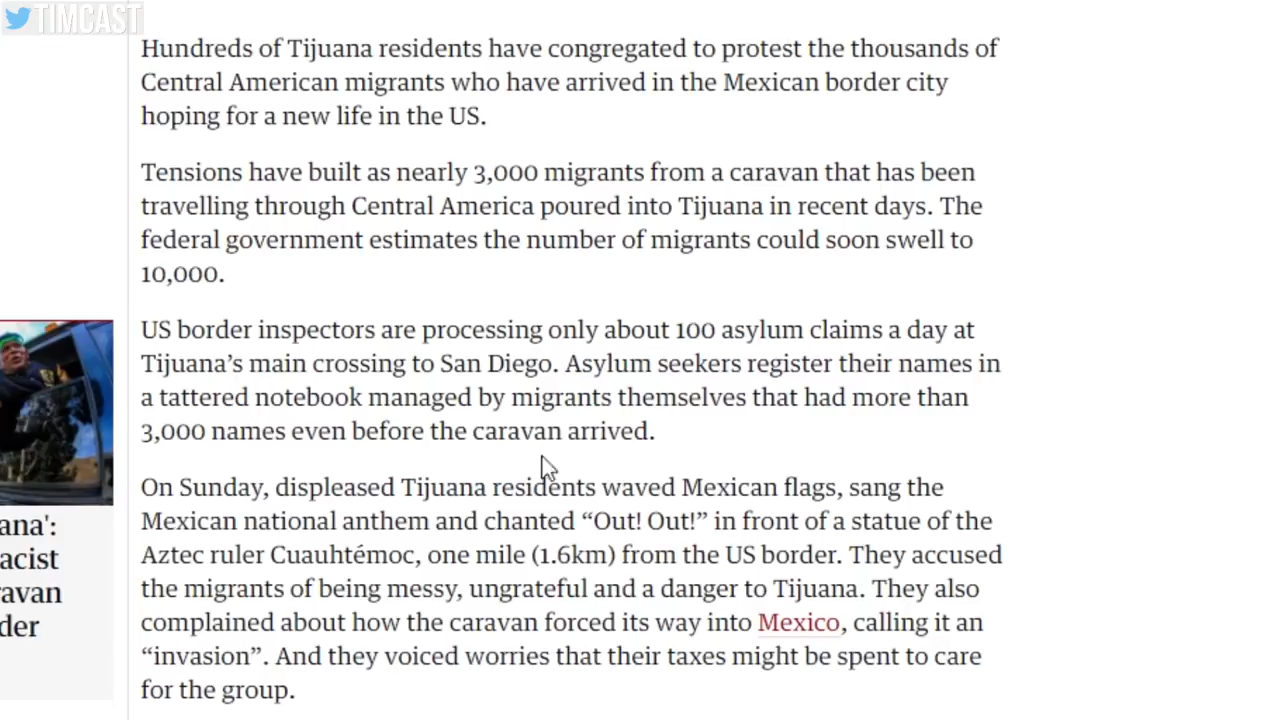 TIMCAST
Hundreds of Tijuana residents have congregated to protest the thousands of
Central American migrants who have arrived in the Mexican border city
hoping for a new life in the US.
Tensions have built as nearly 3,000 migrants from a caravan that has been
travelling through Central America poured into Tijuana in recent days. The
federal government estimates the number of migrants could soon swell to
10,000.
US border inspectors are processing only about 100 asylum claims a day at
Tijuana’s main crossing to San Diego. Asylum seekers register their names in
a tattered notebook managed by migrants themselves that had more than
3,000 names even before the caravan arrived.
On Sunday, displeased Tijuana residents waved Mexican flags, sang the
Mexican national anthem and chanted “Out! Out!” in front of a statue of the
Aztec ruler Cuauhtémoc, one mile (1.6km) from the US border. They accused
the migrants of being messy, ungrateful and a danger to Tijuana. They also
complained about how the caravan forced its way into Mexico, calling it an
“invasion”. And they voiced worries that their taxes might be spent to care
for the group.
ana':
acist
avan
der